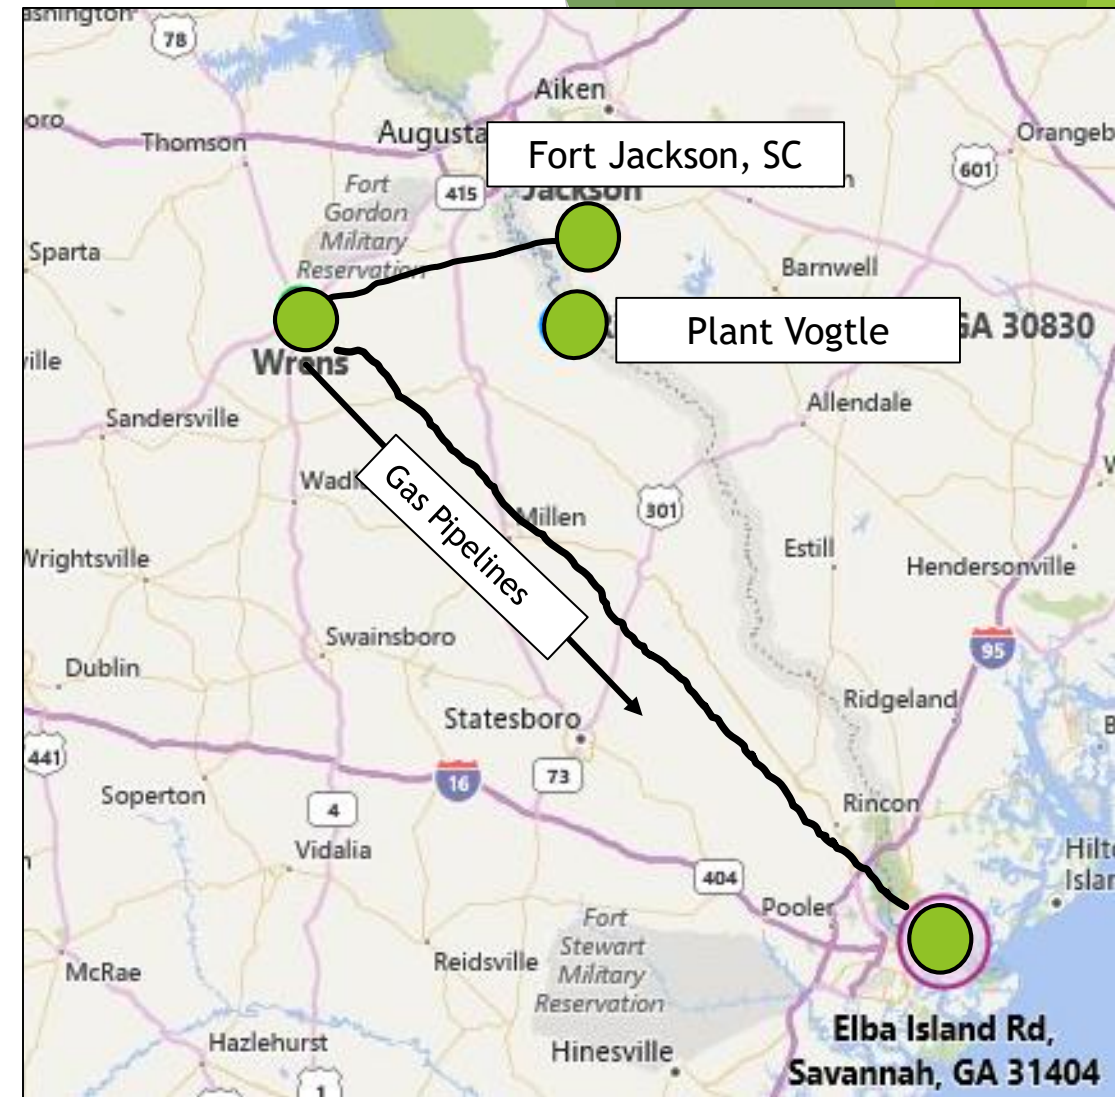 ashington
78
Aiken
oro
Thomson
Augusta
Orangeb
Fort Jackson, SC
601
415
Jackson
Fort
Gordon
Military
Reservation
Sparta
Barnwell
Plant Vogtle
GA 30830
ville
Wrens
Allendale
Sandersville
Gas Pipelines
Wadl
301
Millen
Estill
Wrightsville
Hendersonville
Swainsboro
95
Dublin
Ridgeland
Statesboro
441
16
73
Soperton
4
Rincon
Vidalia
Hilt
Islan
404
Pooler
Fort
Stewart
Military
Reservation
Reidsville
McRae
Elba Island Rd,
Savannah, GA 31404
Hazlehurst
Hinesville
1